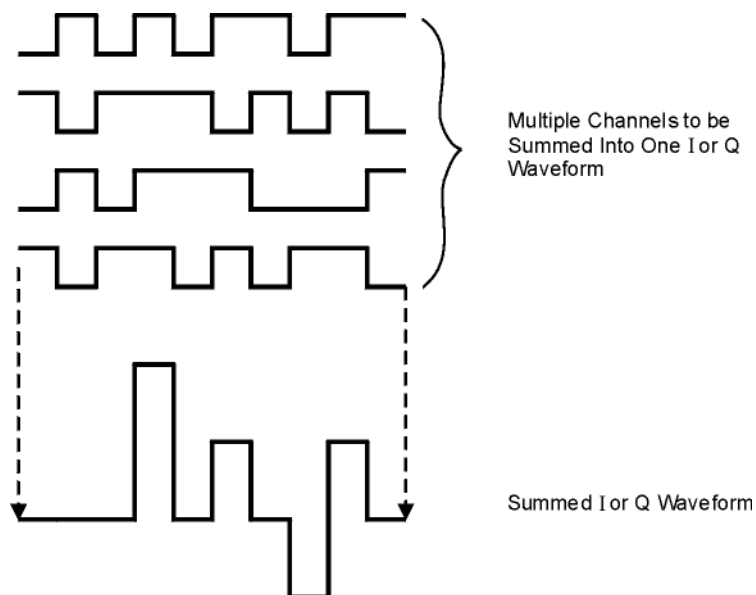 Multiple Channels to be
Summed Into One I or Q
Waveform
Summed I or Q Waveform